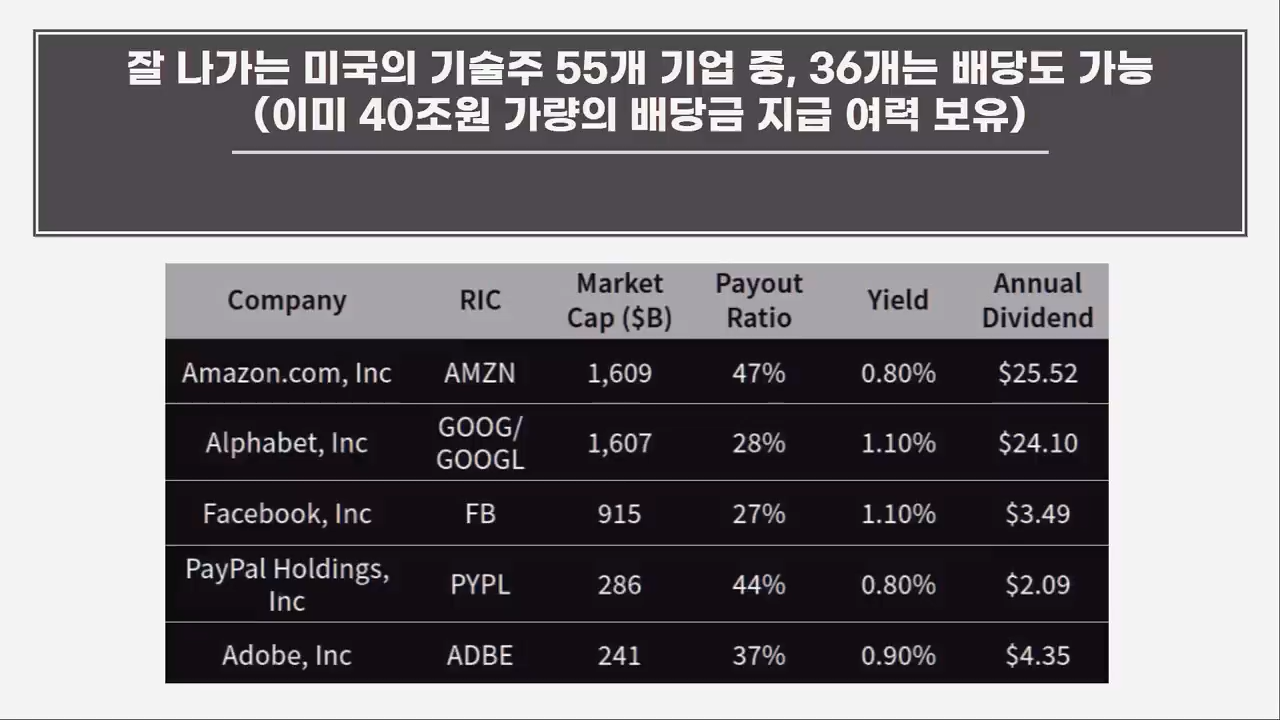 잘 나가는 미국의 기술주 55개 기업 중, 36개는 배당도 가능
(이미 40조원 가량의 배당금 지급 여력 보유)
Company RIC Market Cap ($B) Payout Ratio Yield Annual Dividend
Amazon.com, Inc AMZN 1,609 47% 0.80% $25.52
Alphabet, Inc GOOG/ GOOGL 1,607 28% 1.10% $24.10
Facebook, Inc FB 915 27% 1.10% $3.49
PayPal Holdings, Inc PYPL 286 44% 0.80% $2.09
Adobe, Inc ADBE 241 37% 0.90% $4.35